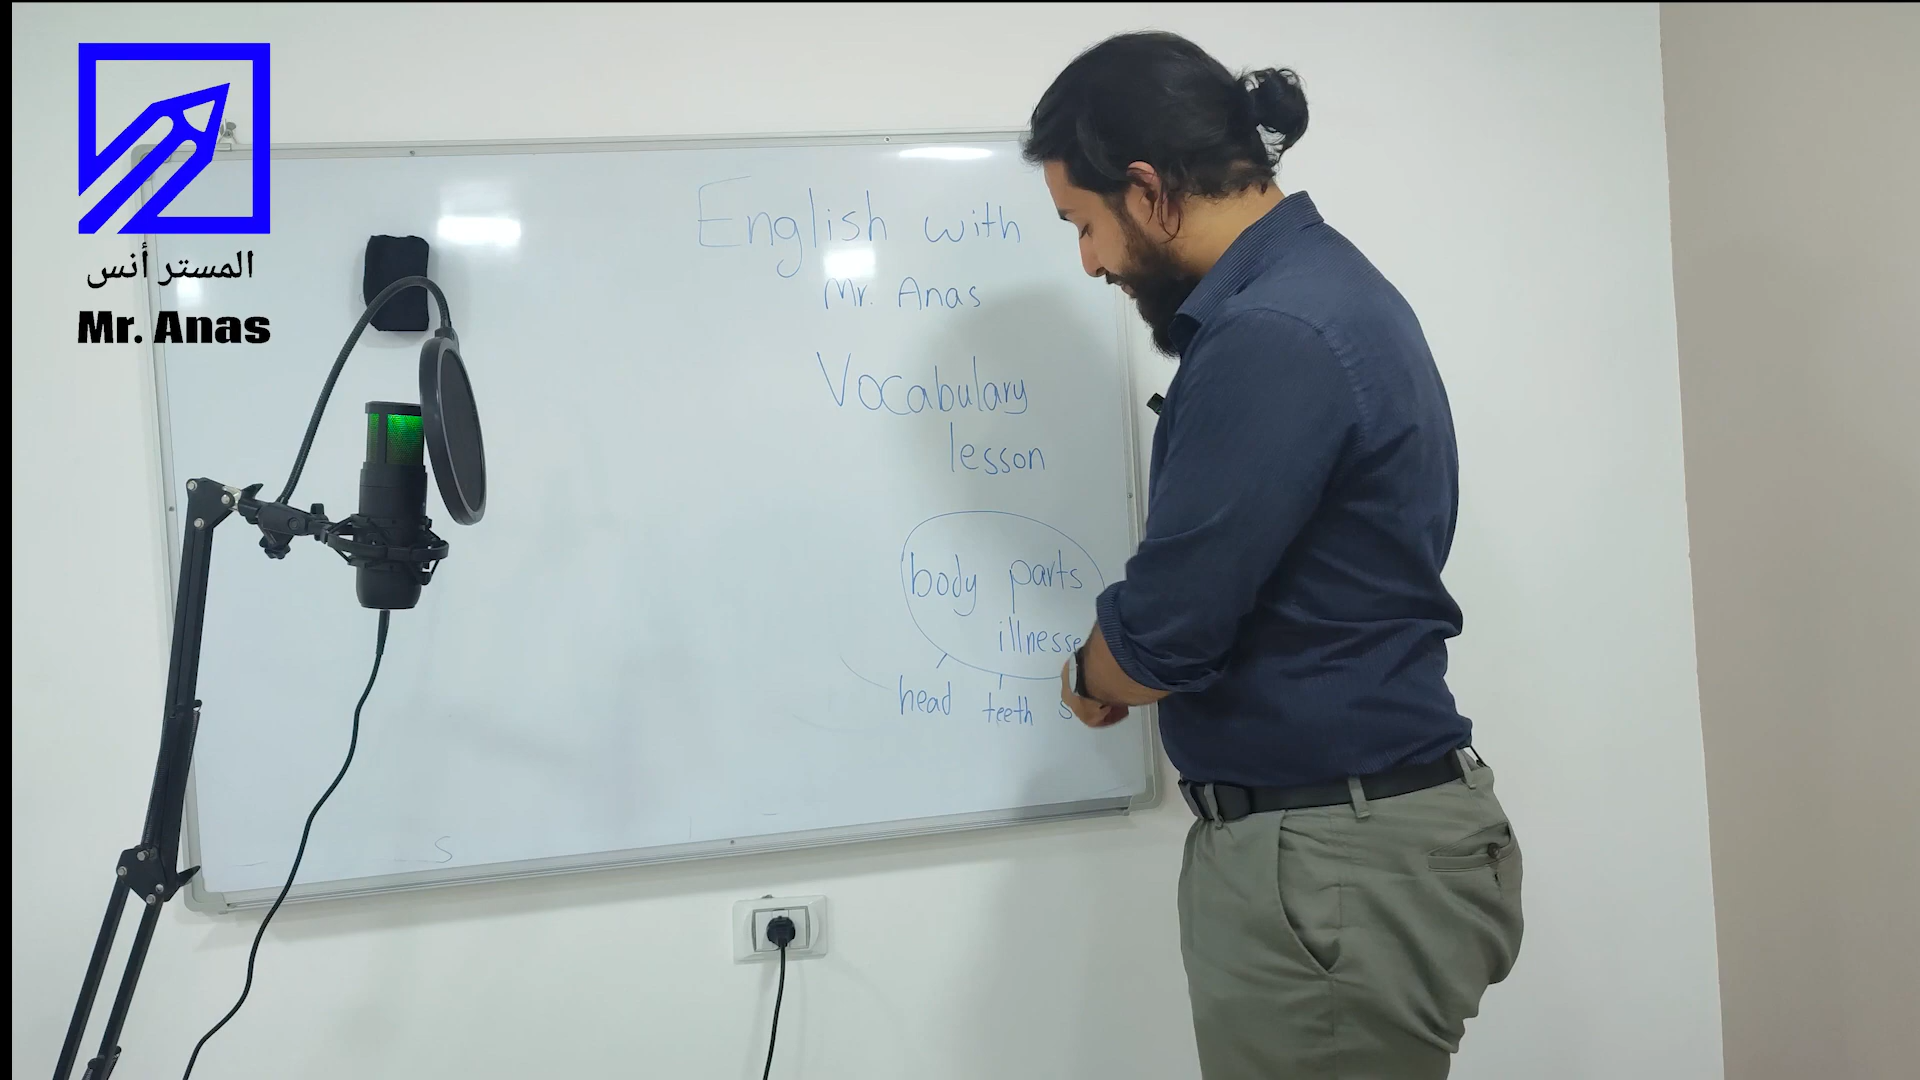 المستر أنس
Mr. Anas
English with
Mr. Anas
Vocabulary
lesson
body parts
illnesse
head teeth s
s